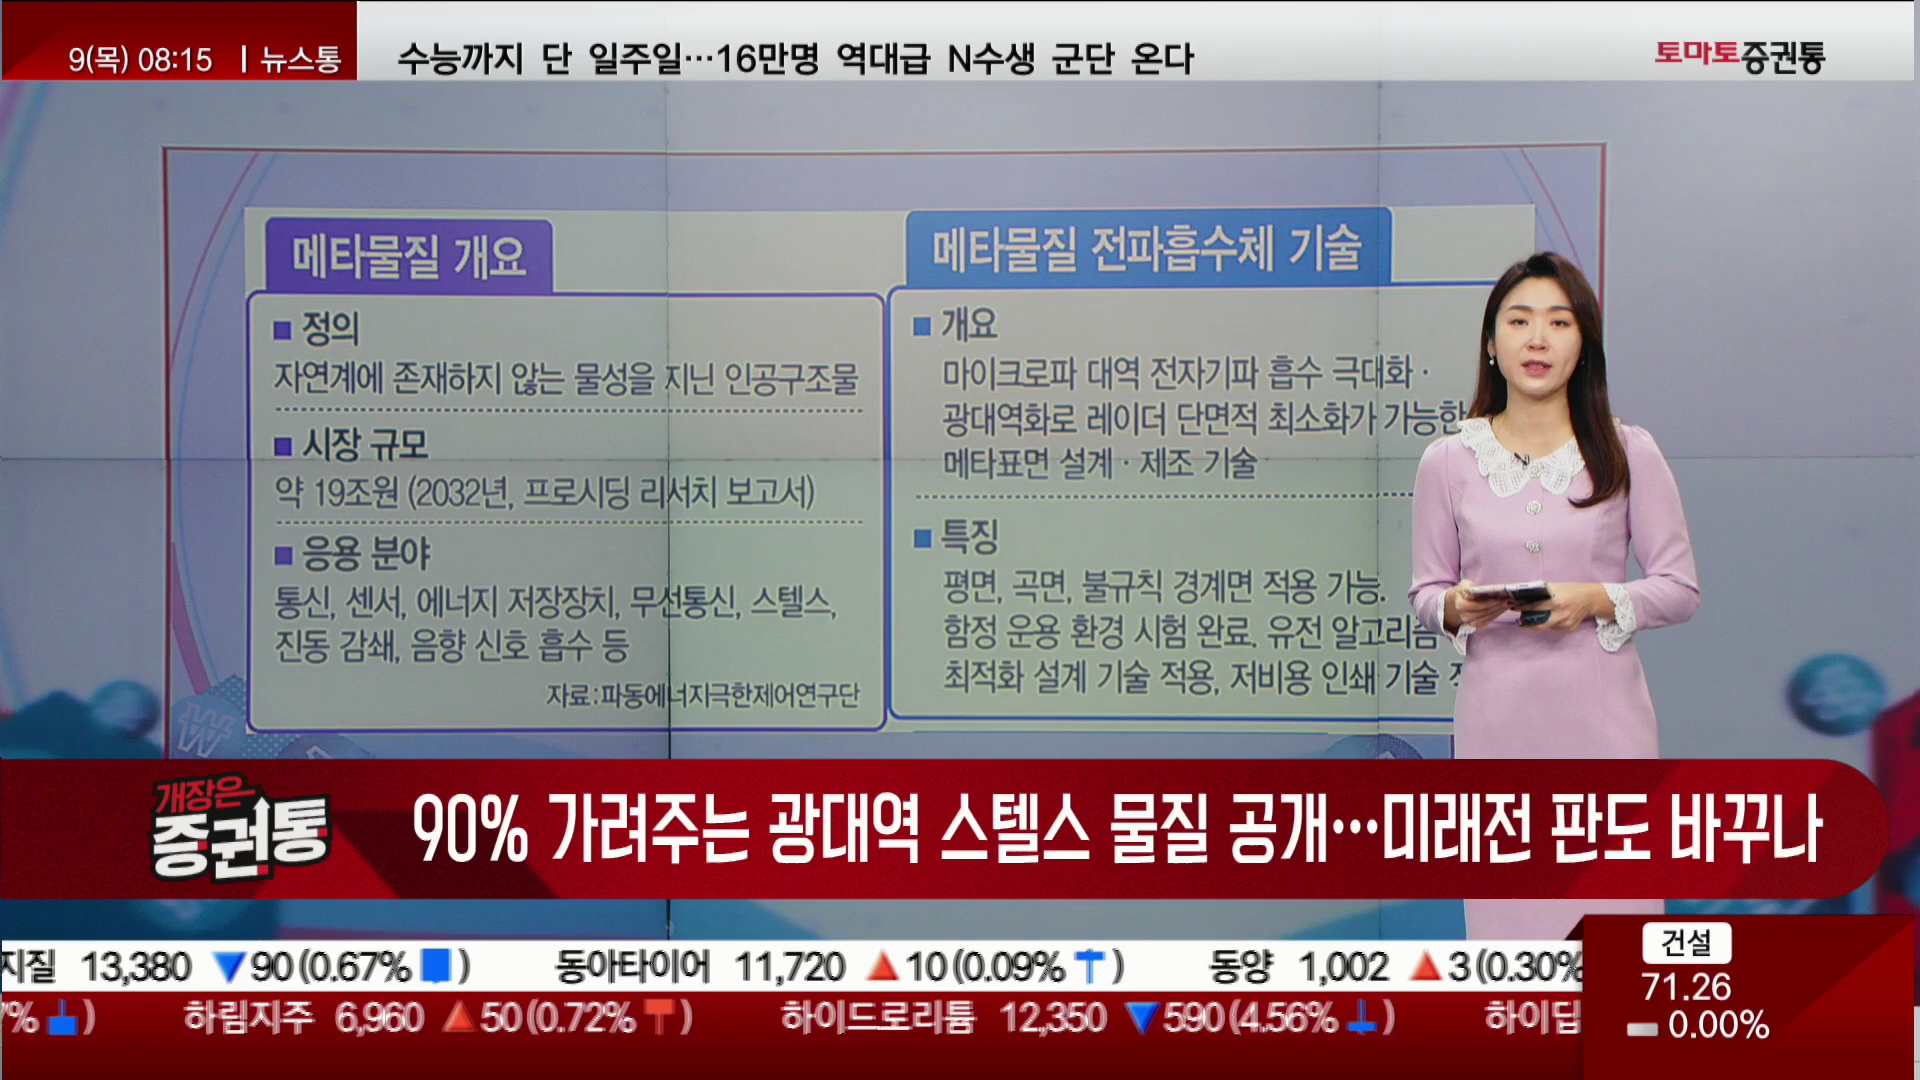 9(목) 08:15 | 뉴스통
수능까지 단 일주일…16만명 역대급 N수생 군단 온다
토마토증권통
메타물질 개요
■ 정의
자연계에 존재하지 않는 물성을 지닌 인공구조물
■ 시장 규모
약 19조원 (2032년, 프로시딩 리서치 보고서)
■ 응용 분야
통신, 센서, 에너지 저장장치, 무선통신, 스텔스,
진동 감쇄, 음향 신호 흡수 등
자료:파동에너지극한제어연구단
메타물질 전파흡수체 기술
■ 개요
마이크로파 대역 전자기파 흡수 극대화·
광대역화로 레이더 단면적 최소화가 가능한
메타표면 설계·제조 기술
■ 특징
평면, 곡면, 불규칙 경계면 적용 가능.
함정 운용 환경 시험 완료. 유전 알고리즘
최적화 설계 기술 적용, 저비용 인쇄 기술
₩
개장은
증권통
90% 가려주는 광대역 스텔스 물질 공개…미래전 판도 바꾸나
지질 13,380 ▼90(0.67% ■) 동아타이어 11,720 ▲10(0.09% ) 동양 1,002 ▲3(0.30%
7% ) 하림지주 6,960 ▲50(0.72% ) 하이드로리튬 12,350 ▼590(4.56% ) 하이딥
건설
71.26
0.00%